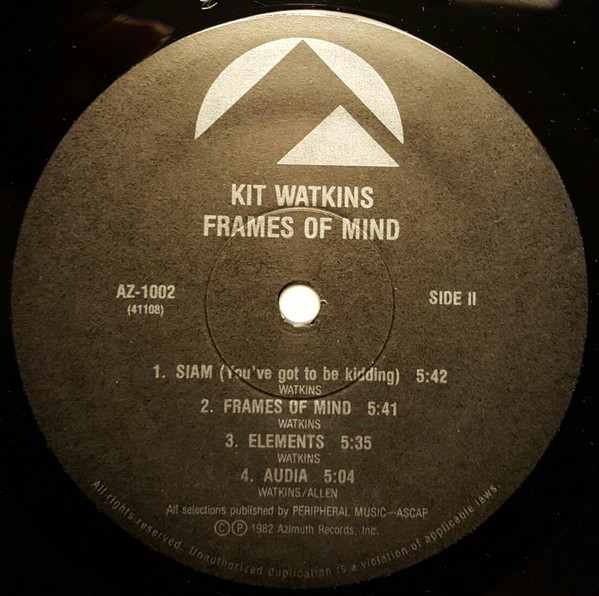 KIT WATKINS
FRAMES OF MIND
AZ-1002
(41108)
SIDE II
1. SIAM (You've got to be kidding) 5:42
WATKINS
2. FRAMES OF MIND 5:41
WATKINS
3. ELEMENTS 5:35
WATKINS
4. AUDIA 5:04
WATKINS/ALLEN
All selections published by PERIPHERAL MUSIC—ASCAP
©℗ 1982 Azimuth Records, Inc.
All rights reserved. Unauthorized duplication is a violation of applicable laws.